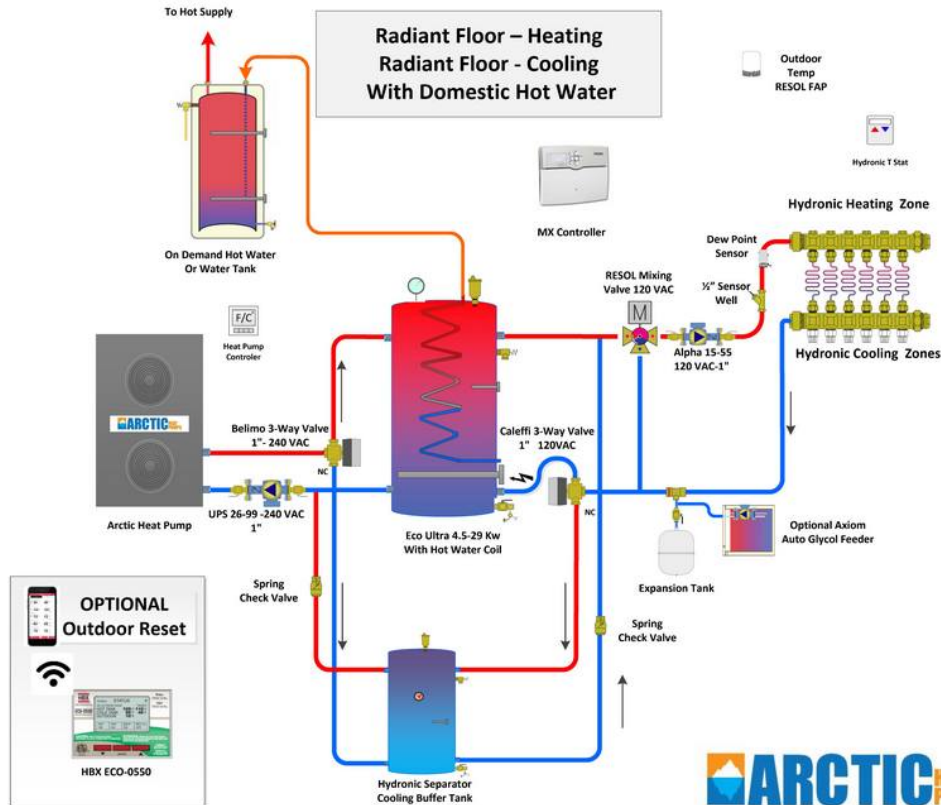 To Hot Supply
Radiant Floor – Heating
Radiant Floor - Cooling
With Domestic Hot Water
Outdoor
Temp
RESOL FAP
Hydronic T Stat
MX Controller
Hydronic Heating Zone
Dew Point
Sensor
On Demand Hot Water
Or Water Tank
RESOL Mixing
Valve 120 VAC
½" Sensor
Well
M
F/C
Heat Pump
Controler
Alpha 15-55
120 VAC-1"
Hydronic Cooling Zones
ARCTIC
Belimo 3-Way Valve
1"- 240 VAC
NC
Caleffi 3-Way Valve
1" 120VAC
NC
Arctic Heat Pump
UPS 26-99 -240 VAC
1"
Eco Ultra 4.5-29 Kw
With Hot Water Coil
Optional Axiom
Auto Glycol Feeder
Expansion Tank
Spring
Check Valve
Spring
Check Valve
OPTIONAL
Outdoor Reset
HBX ECO-0550
Hydronic Separator
Cooling Buffer Tank
ARCTIC